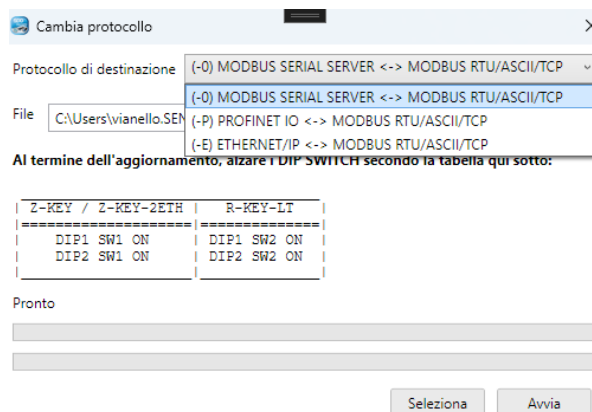 Cambia protocollo
Protocollo di destinazione (-0) MODBUS SERIAL SERVER <-> MODBUS RTU/ASCII/TCP
(-0) MODBUS SERIAL SERVER <-> MODBUS RTU/ASCII/TCP
File C:\Users\vianello.SEN (-P) PROFINET IO <-> MODBUS RTU/ASCII/TCP
(-E) ETHERNET/IP <-> MODBUS RTU/ASCII/TCP
Al termine dell'aggiornamento, alzare i DIP SWITCH secondo la tabella qui sotto:
| Z-KEY / Z-KEY-2ETH | R-KEY-LT |
|====================|==============|
| DIP1 SW1 ON | DIP1 SW2 ON |
| DIP2 SW1 ON | DIP2 SW2 ON |
Pronto
Seleziona Avvia